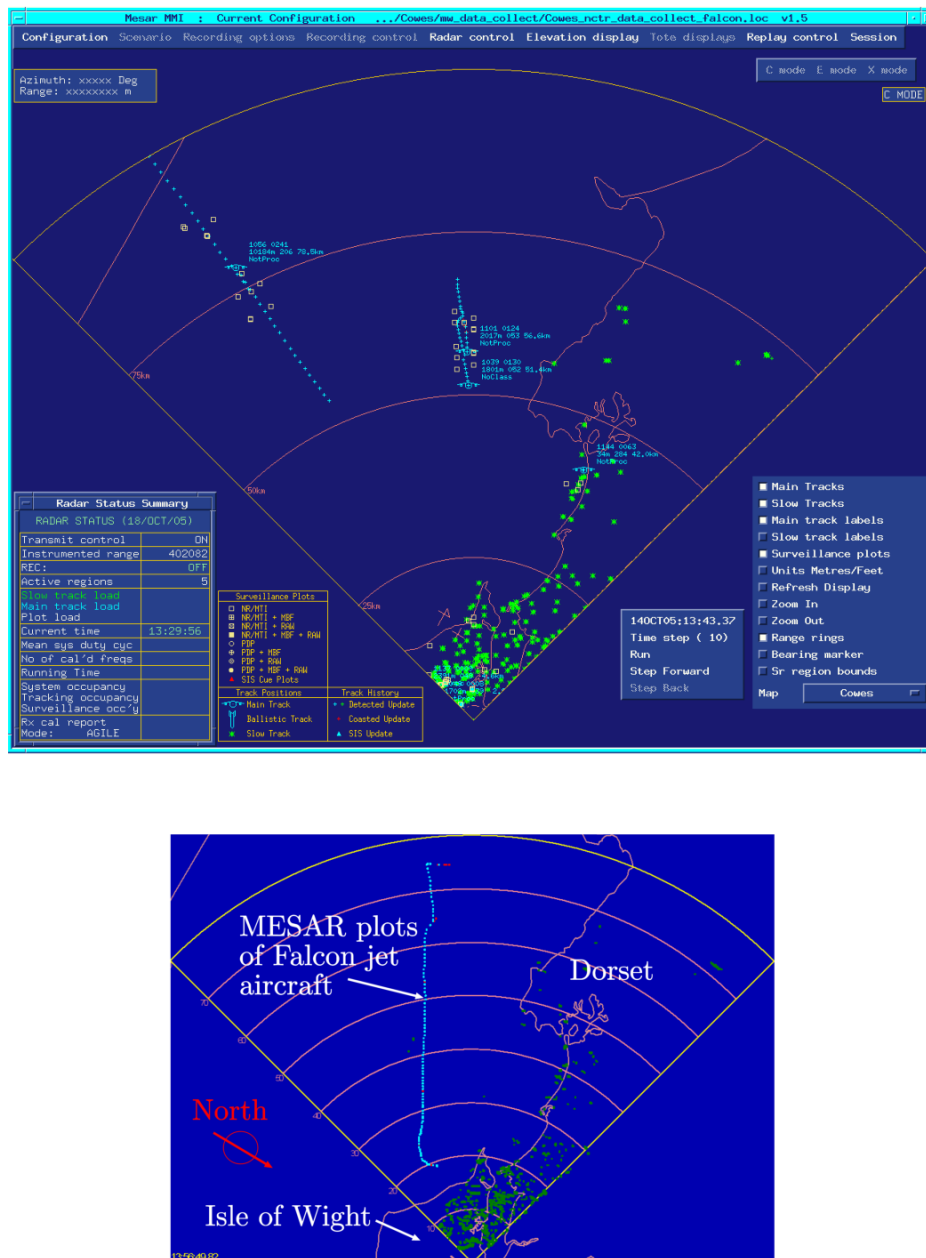 Mesar MMI : Current Configuration .../Cowes/mw_data_collect/Cowes_nctr_data_collect_falcon.loc v1.5
Configuration Scenario Recording options Recording control Radar control Elevation display Tote displays Replay control Session
Azimuth: xxxxx Deg
Range: xxxxxxxx m
C mode E mode X mode
C MODE
1056 0241
10184m 206 78.5km
NotProc
1101 0124
2017m 053 56.6km
NotProc
1039 0130
1801m 052 51.4km
NoClass
75km
1144 0063
34m 284 42.0km
NotProc
50km
25km
Radar Status Summary
RADAR STATUS (18/OCT/05)
Transmit control ON
Instrumented range 402082
REC: OFF
Active regions 5
Slow track load
Main track load
Plot load
Current time 13:29:56
Mean sys duty cyc
No of cal'd freqs
Running Time
System occupancy
Tracking occupancy
Surveillance occ'y
Rx cal report
Mode: AGILE
Surveillance Plots
NR/MTI
NR/MTI + MBF
NR/MTI + RAW
NR/MTI + MBF + RAW
PDP
PDP + MBF
PDP + RAW
PDP + MBF + RAW
SIS Cue Plots
Track Positions Track History
Main Track Detected Update
Ballistic Track Coasted Update
Slow Track SIS Update
14OCT05:13:43.37
Time step ( 10)
Run
Step Forward
Step Back
Main Tracks
Slow Tracks
Main track labels
Slow track labels
Surveillance plots
Units Metres/Feet
Refresh Display
Zoom In
Zoom Out
Range rings
Bearing marker
Sr region bounds
Map Cowes
MESAR plots
of Falcon jet
aircraft
Dorset
70
60
50
40
30
20
10
North
Isle of Wight
13:56:49.82